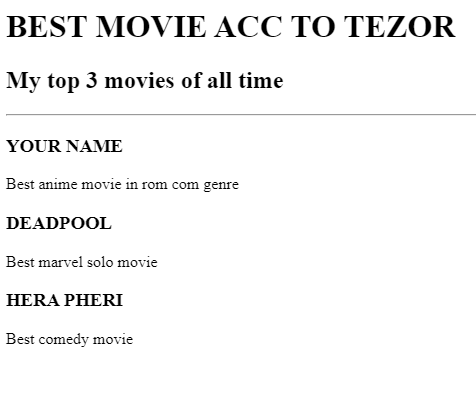 BEST MOVIE ACC TO TEZOR
My top 3 movies of all time
YOUR NAME
Best anime movie in rom com genre
DEADPOOL
Best marvel solo movie
HERA PHERI
Best comedy movie